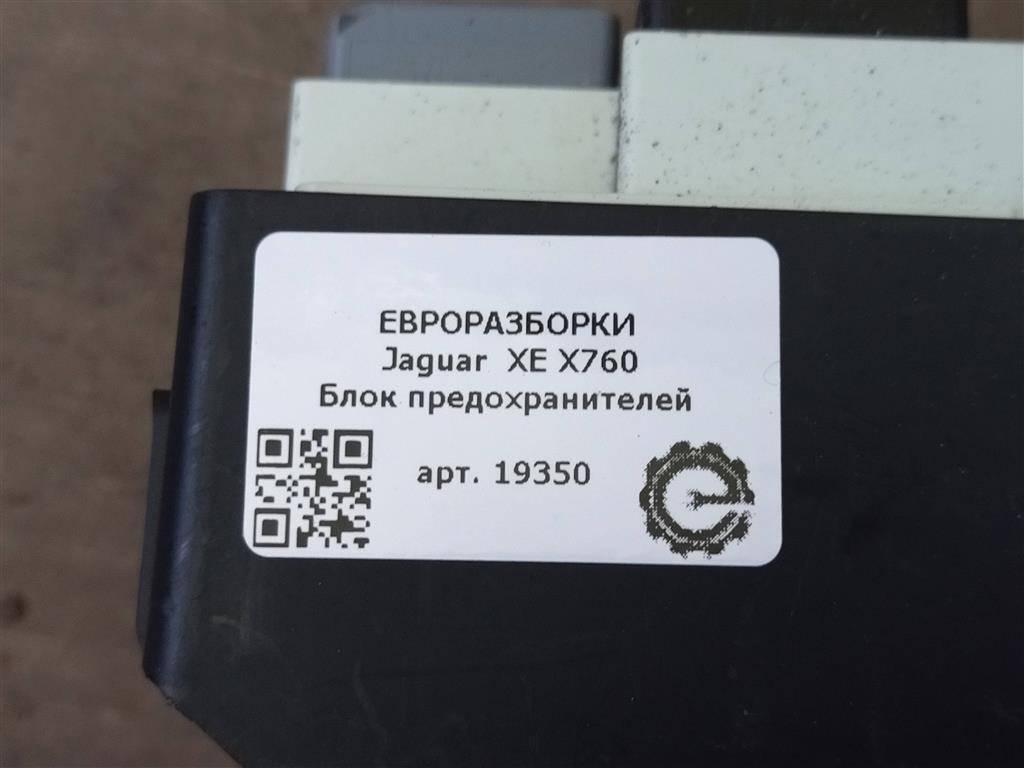 ЕВРОРАЗБОРКИ
Jaguar XE X760
Блок предохранителей
арт. 19350